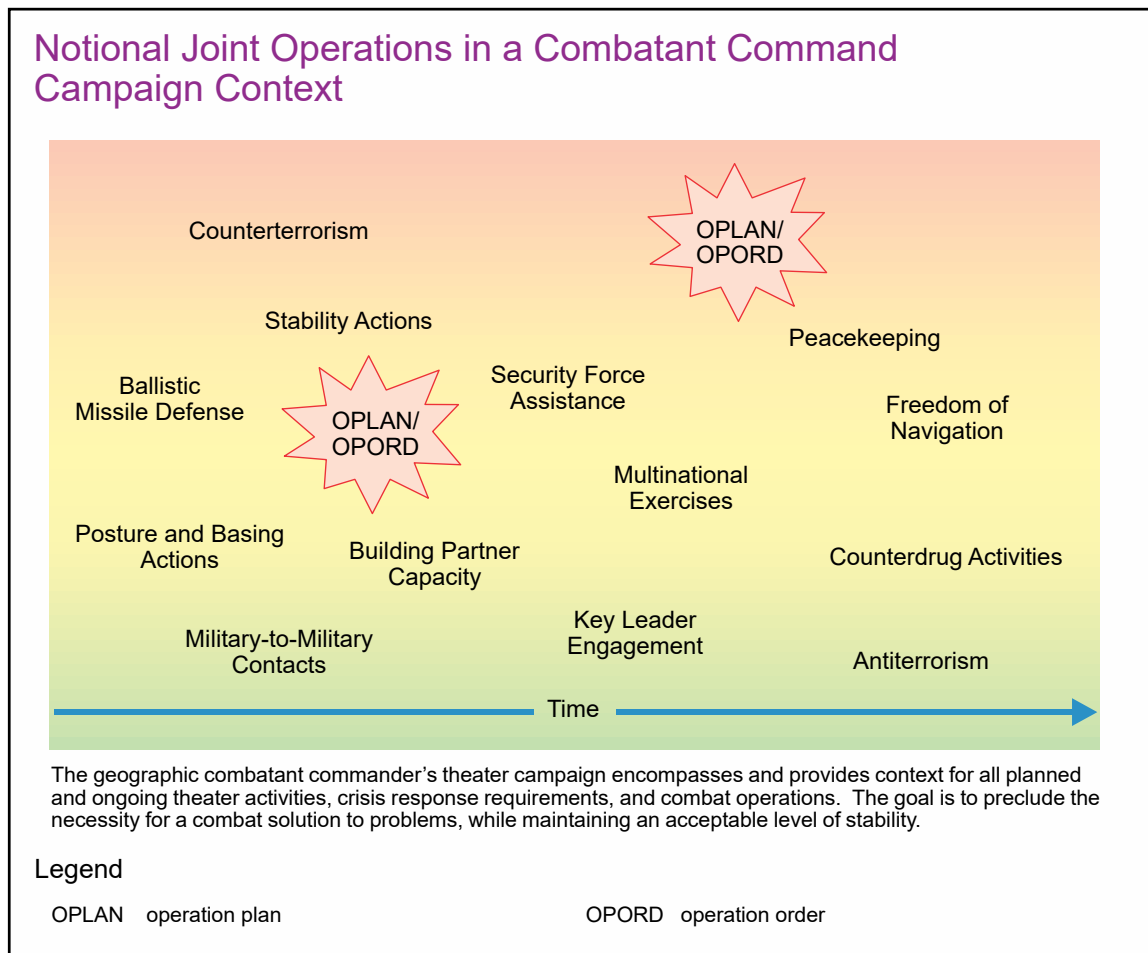 Notional Joint Operations in a Combatant Command
Campaign Context
Counterterrorism
OPLAN/
OPORD
Stability Actions
Peacekeeping
Ballistic
Missile Defense
OPLAN/
OPORD
Security Force
Assistance
Freedom of
Navigation
Multinational
Exercises
Posture and Basing
Actions
Building Partner
Capacity
Counterdrug Activities
Military-to-Military
Contacts
Key Leader
Engagement
Antiterrorism
Time
The geographic combatant commander’s theater campaign encompasses and provides context for all planned
and ongoing theater activities, crisis response requirements, and combat operations.  The goal is to preclude the
necessity for a combat solution to problems, while maintaining an acceptable level of stability.
Legend
OPLAN operation plan
OPORD operation order